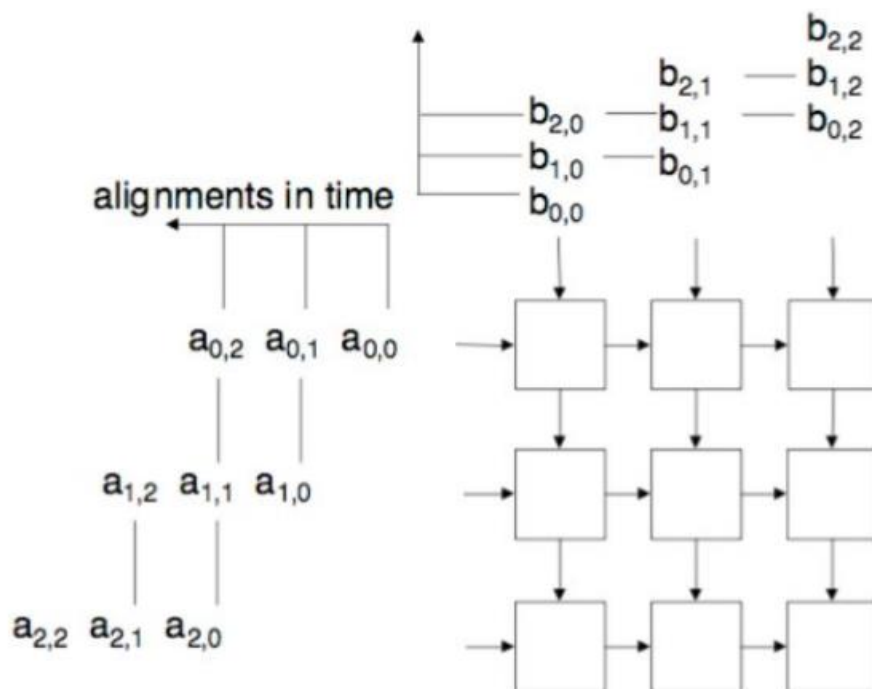 b2,2
b2,1 b1,2
b2,0 b1,1 b0,2
b1,0 b0,1
alignments in time b0,0
a0,2 a0,1 a0,0
a1,2 a1,1 a1,0
a2,2 a2,1 a2,0